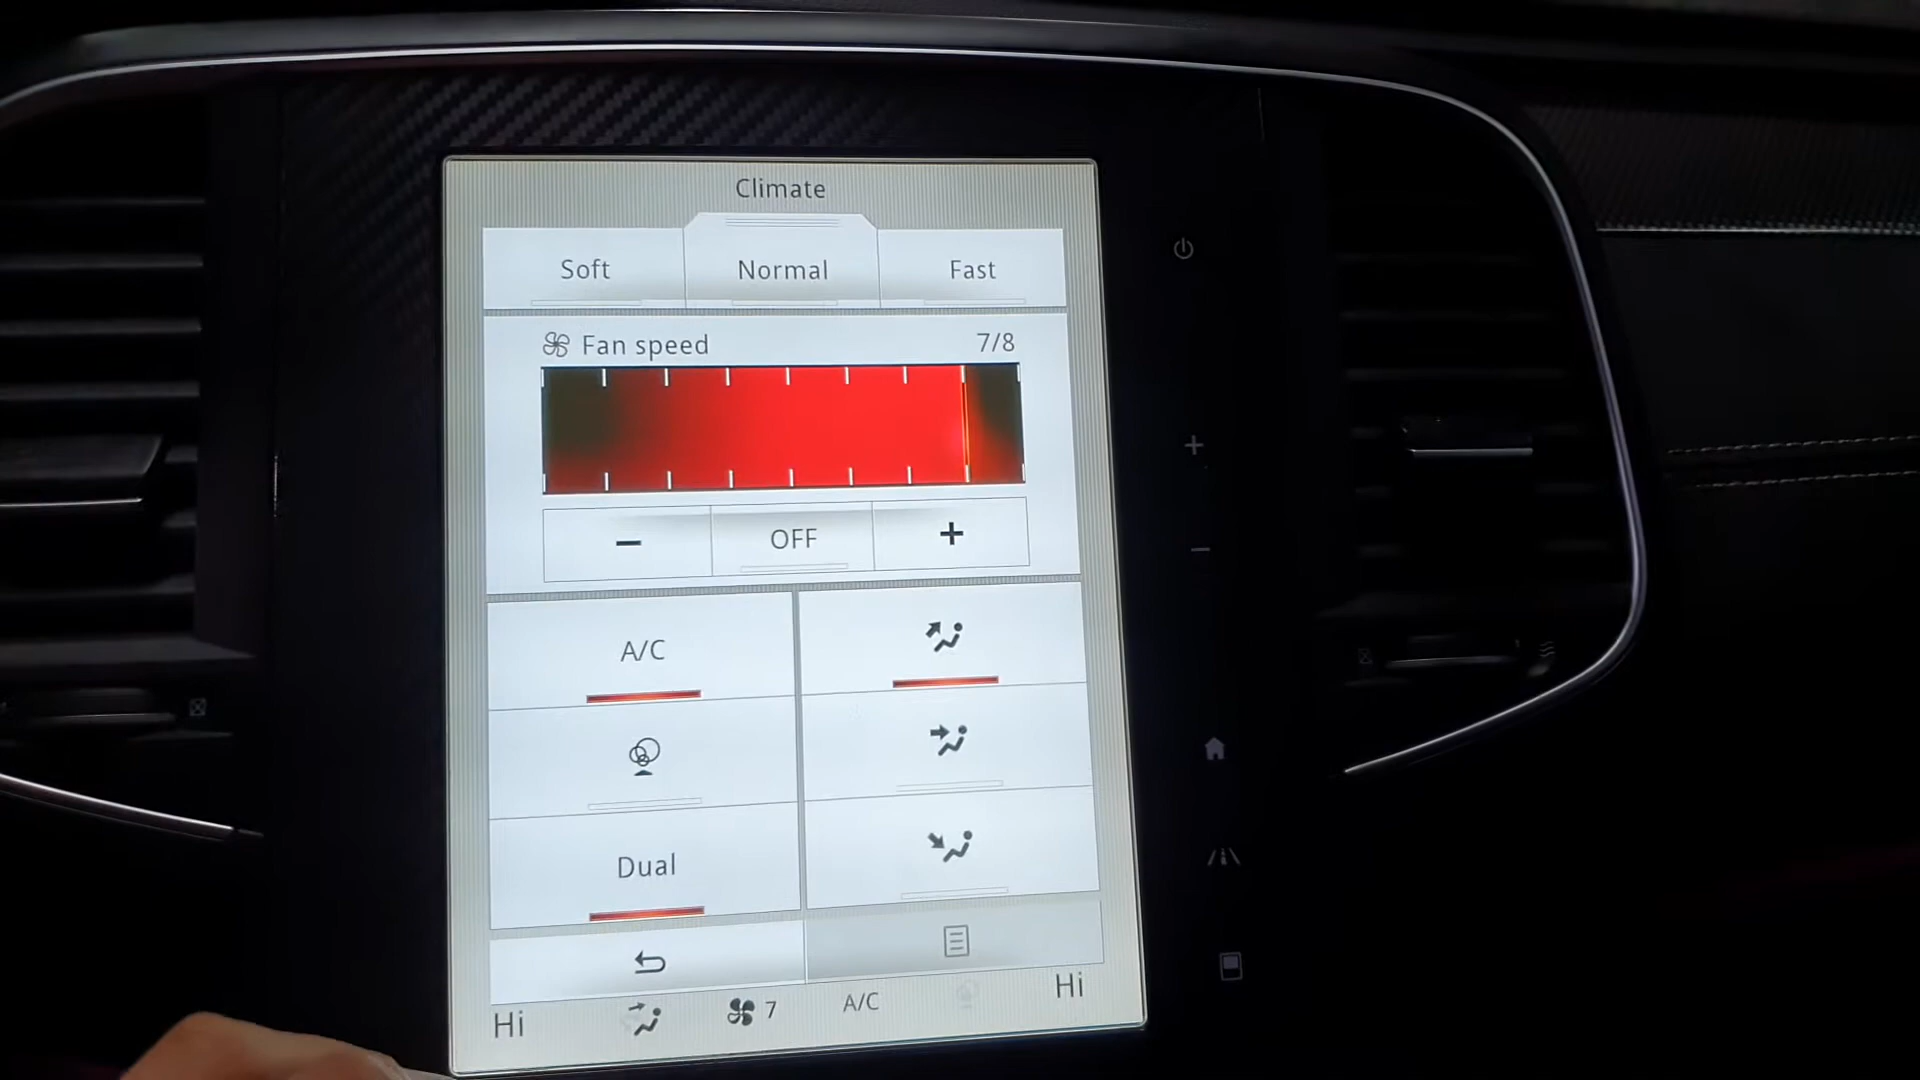 Climate
Soft Normal Fast
Fan speed 7/8
− OFF +
A/C
Dual
Hi 7 A/C Hi